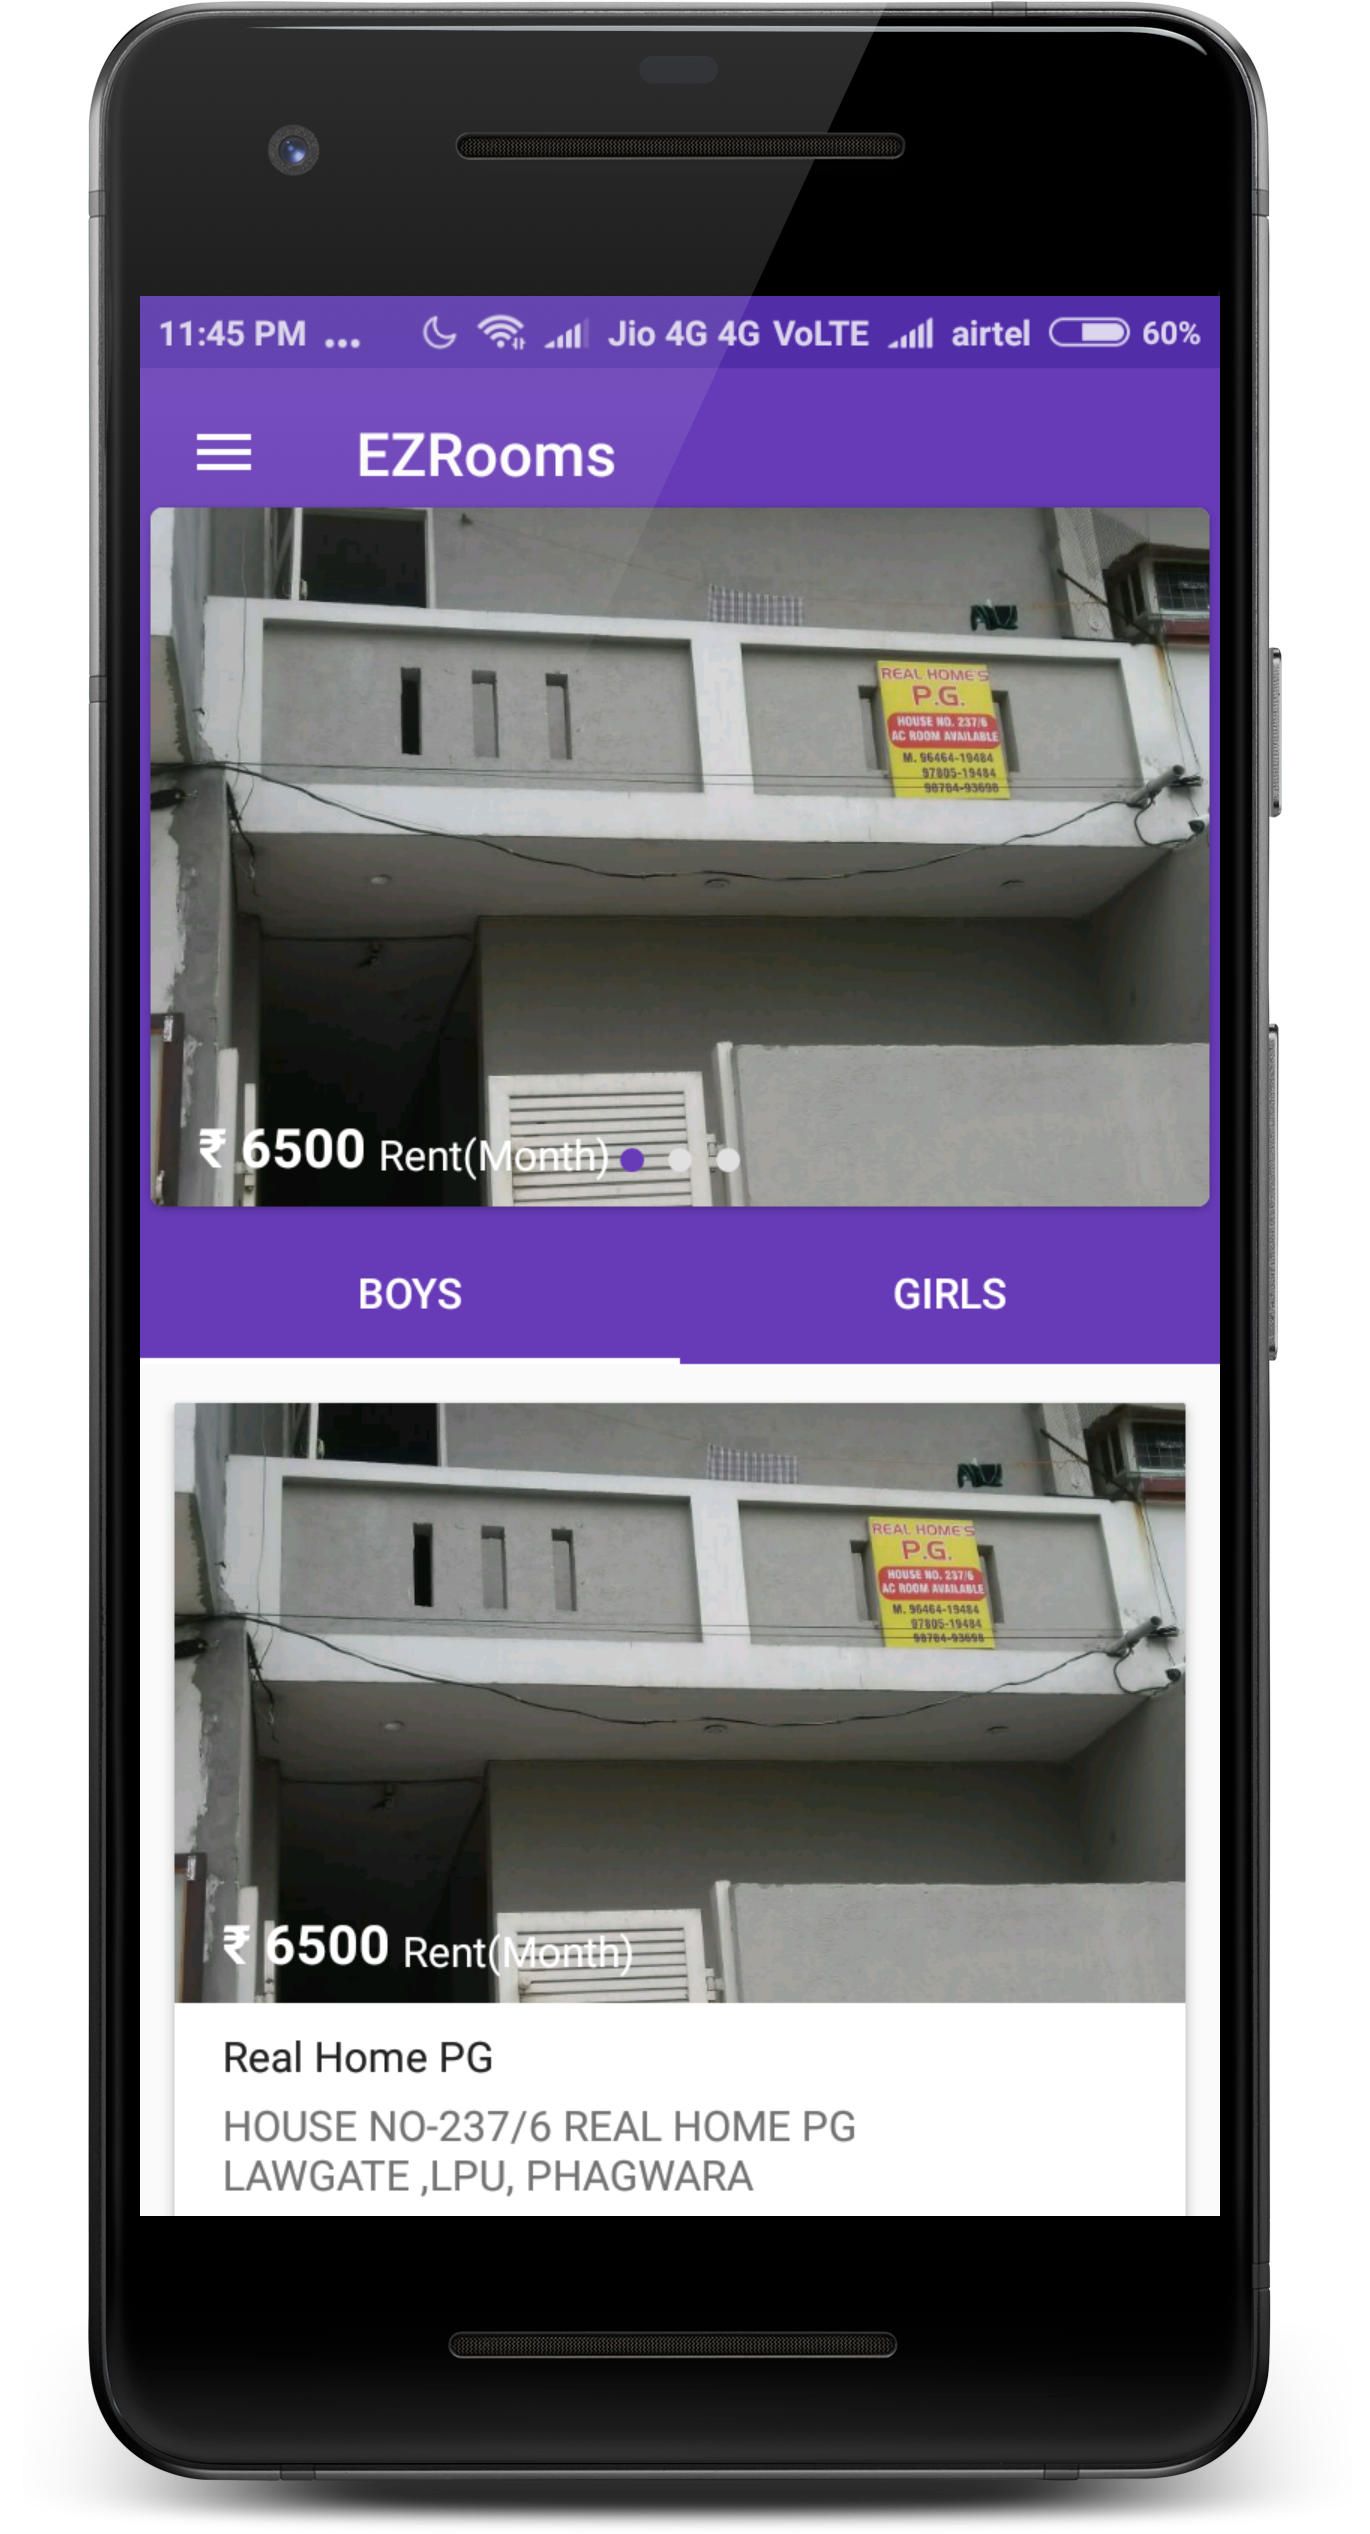 11:45 PM ... Jio 4G 4G VoLTE airtel 60%
EZRooms
REAL HOME'S
P.G.
HOUSE NO. 237/6
AC ROOM AVAILABLE
M. 96464-19484
97805-19484
98784-93698
₹ 6500 Rent(Month)
BOYS GIRLS
REAL HOME'S
P.G.
HOUSE NO. 237/6
AC ROOM AVAILABLE
M. 96464-19484
97805-19484
98784-93698
₹ 6500 Rent(Month)
Real Home PG
HOUSE NO-237/6 REAL HOME PG
LAWGATE ,LPU, PHAGWARA